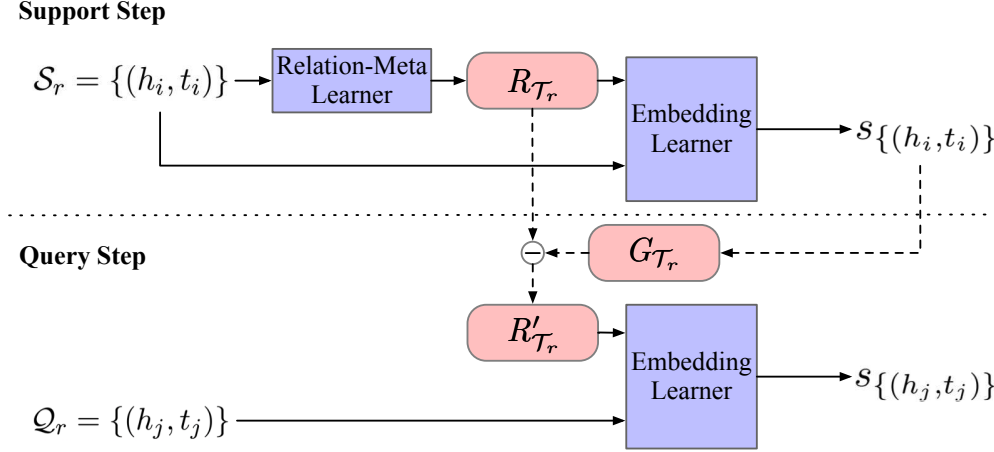 Support Step
𝒮_r = {(h_i, t_i)}
Relation-Meta
Learner
R_{𝒯_r}
Embedding
Learner
s_{{(h_i,t_i)}}
Query Step
−
G_{𝒯_r}
R'_{𝒯_r}
Embedding
Learner
s_{{(h_j,t_j)}}
𝒬_r = {(h_j, t_j)}